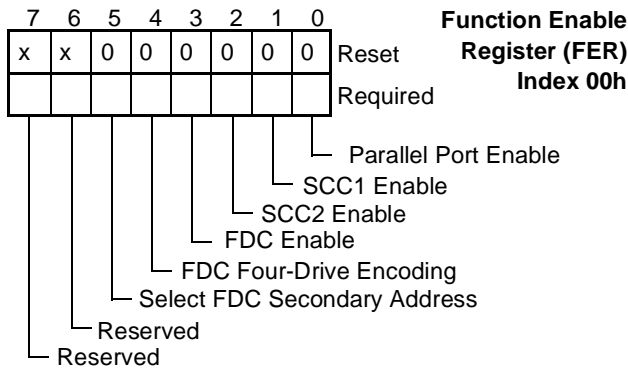 7 6 5 4 3 2 1 0
Function Enable
Register (FER)
Index 00h
x x 0 0 0 0 0 0 Reset
Required
Parallel Port Enable
SCC1 Enable
SCC2 Enable
FDC Enable
FDC Four-Drive Encoding
Select FDC Secondary Address
Reserved
Reserved